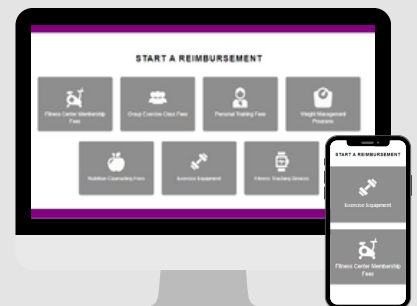 START A REIMBURSEMENT
Fitness Center Membership
Fees
Group Exercise Class Fees
Personal Training Fees
Weight Management
Programs
Nutrition Counseling Fees
Exercise Equipment
Fitness Tracking Devices
START A REIMBURSEMENT
Exercise Equipment
Fitness Center Membership
Fees